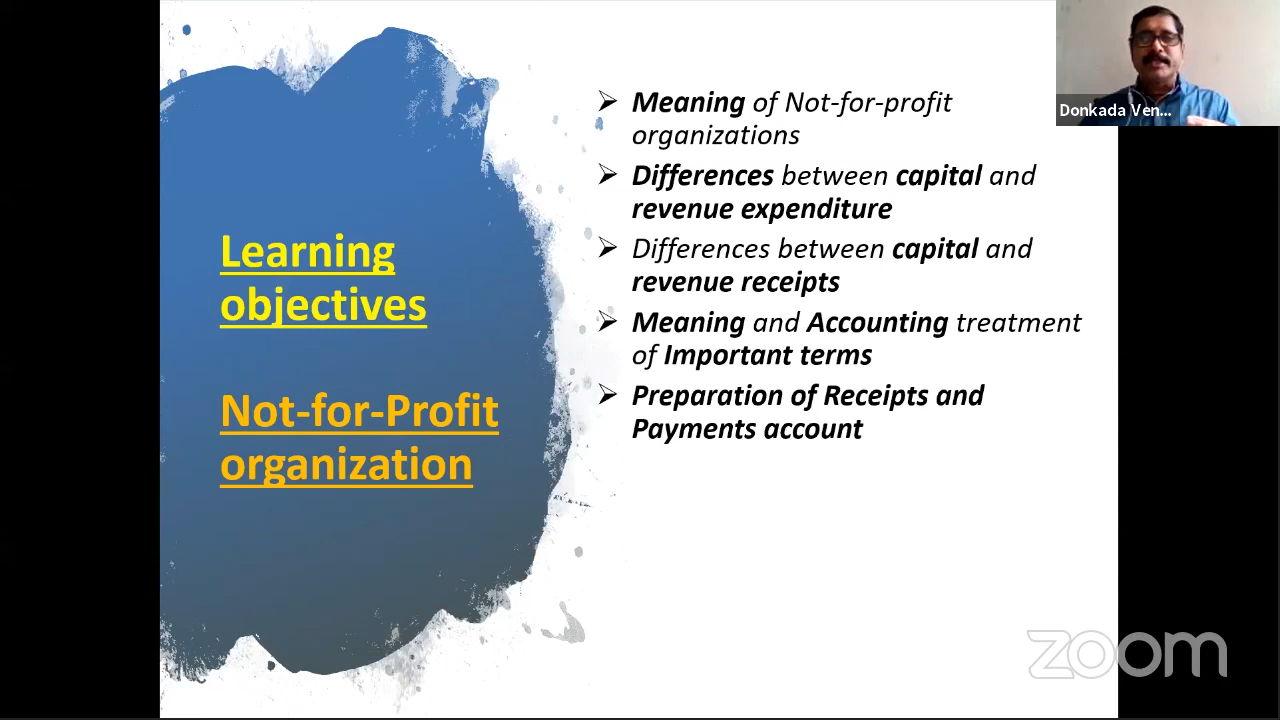 Learning
objectives
Not-for-Profit
organization
Meaning of Not-for-profit
organizations
Differences between capital and
revenue expenditure
Differences between capital and
revenue receipts
Meaning and Accounting treatment
of Important terms
Preparation of Receipts and
Payments account
Donkada Ven...
zoom